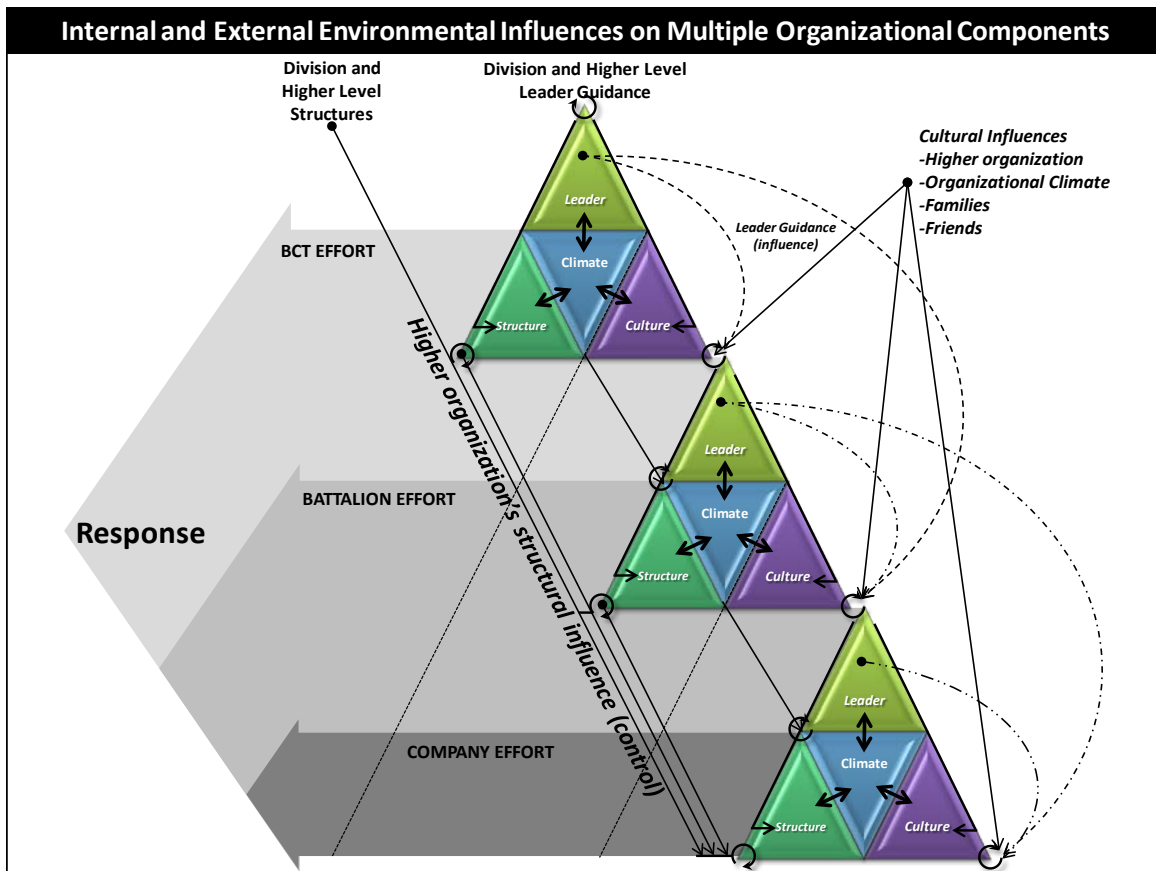 Internal and External Environmental Influences on Multiple Organizational Components
Division and
Higher Level
Structures
Division and Higher Level
Leader Guidance
Cultural Influences
-Higher organization
-Organizational Climate
-Families
-Friends
Leader Guidance
(influence)
Leader
Climate
Structure
Culture
BCT EFFORT
Higher organization's structural influence (control)
Leader
Climate
Structure
Culture
BATTALION EFFORT
Response
Leader
Climate
Structure
Culture
COMPANY EFFORT